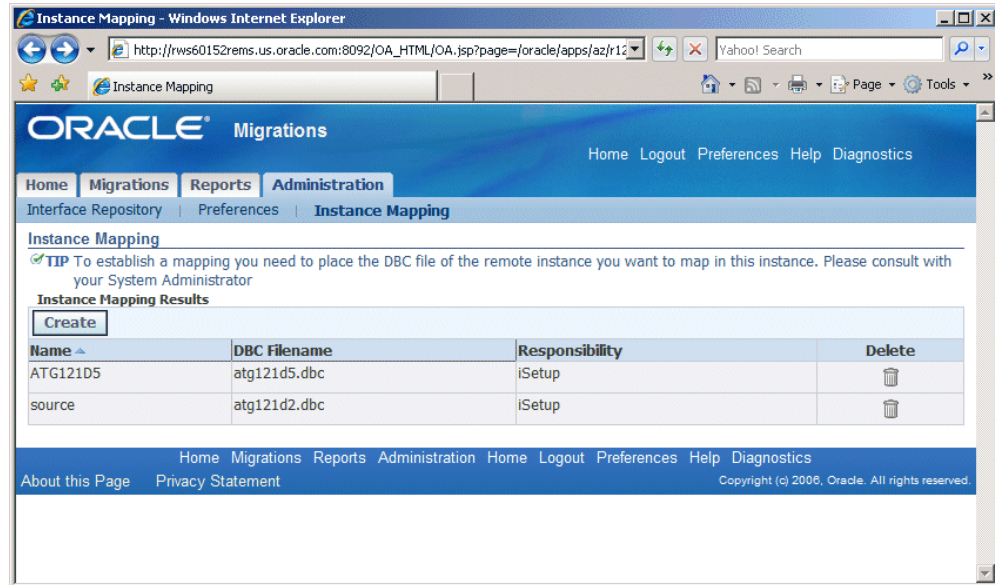 Instance Mapping - Windows Internet Explorer
http://rws60152rems.us.oracle.com:8092/OA_HTML/OA.jsp?page=/oracle/apps/az/r12
Yahoo! Search
Instance Mapping
Page
Tools
»
ORACLE® Migrations
Home Logout Preferences Help Diagnostics
Home Migrations Reports Administration
Interface Repository | Preferences | Instance Mapping
Instance Mapping
TIP To establish a mapping you need to place the DBC file of the remote instance you want to map in this instance. Please consult with
your System Administrator
Instance Mapping Results
Create
Name DBC Filename Responsibility Delete
ATG121D5 atg121d5.dbc iSetup
source atg121d2.dbc iSetup
Home Migrations Reports Administration Home Logout Preferences Help Diagnostics
About this Page Privacy Statement Copyright (c) 2006, Oracle. All rights reserved.